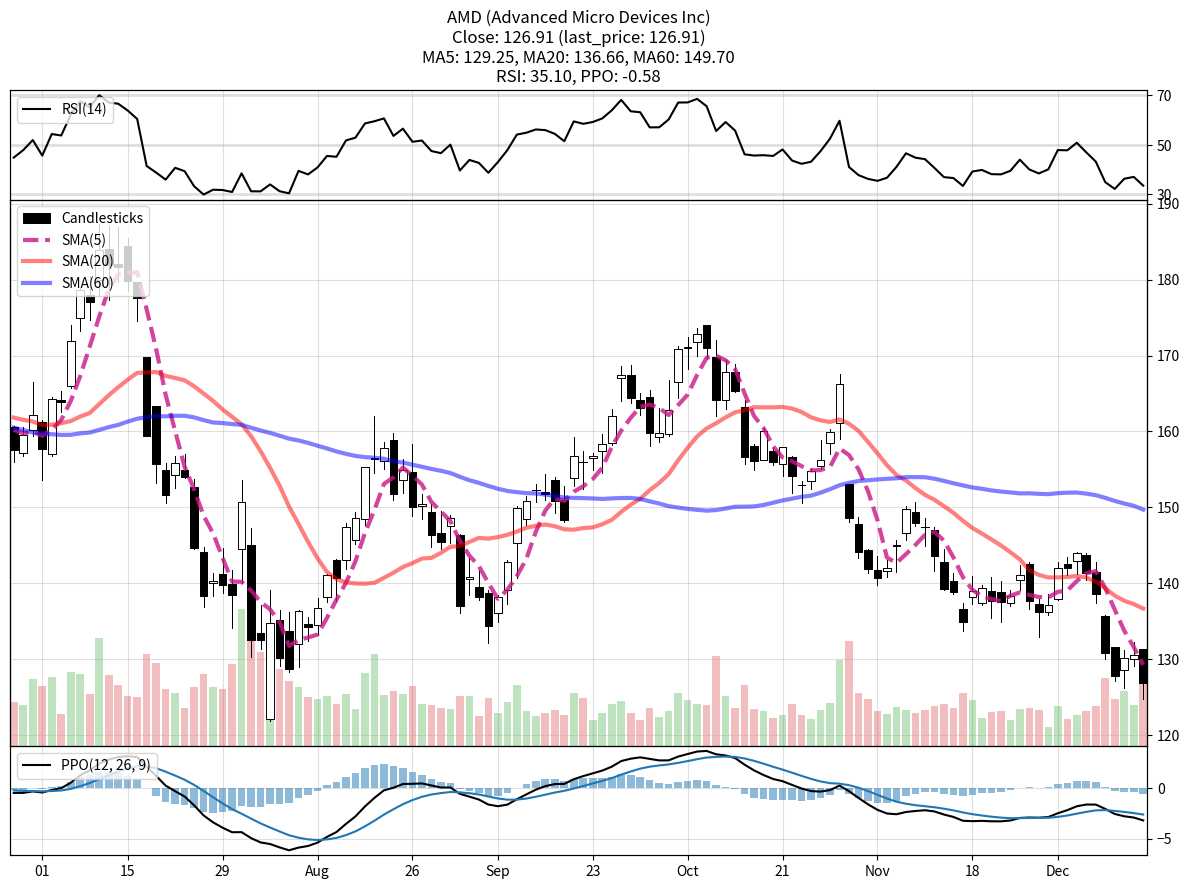 AMD (Advanced Micro Devices Inc)
Close: 126.91 (last_price: 126.91)
MA5: 129.25, MA20: 136.66, MA60: 149.70
RSI: 35.10, PPO: -0.58
RSI(14)
70
50
30
Candlesticks
SMA(5)
SMA(20)
SMA(60)
190
180
170
160
150
140
130
120
PPO(12, 26, 9)
0
−5
01 15 29 Aug 26 Sep 23 Oct 21 Nov 18 Dec